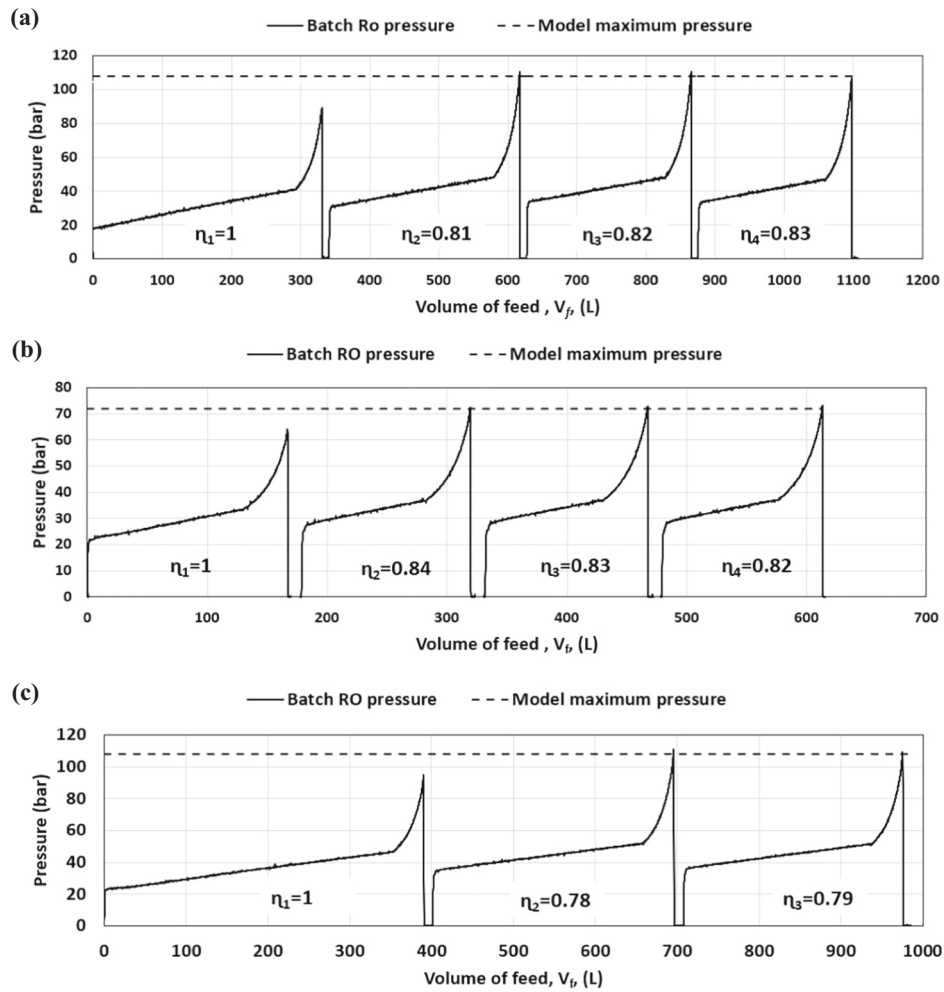 (a)
Batch Ro pressure Model maximum pressure
120
100
80
60
40
20
0
Pressure (bar)
η₁=1 η₂=0.81 η₃=0.82 η₄=0.83
0 100 200 300 400 500 600 700 800 900 1000 1100 1200
Volume of feed , Vf, (L)
(b)
Batch RO pressure Model maximum pressure
80
70
60
50
40
30
20
10
0
Pressure (bar)
η₁=1 η₂=0.84 η₃=0.83 η₄=0.82
0 100 200 300 400 500 600 700
Volume of feed , Vf, (L)
(c)
Batch RO pressure Model maximum pressure
120
100
80
60
40
20
0
Pressure (bar)
η₁=1 η₂=0.78 η₃=0.79
0 100 200 300 400 500 600 700 800 900 1000
Volume of feed, Vf, (L)